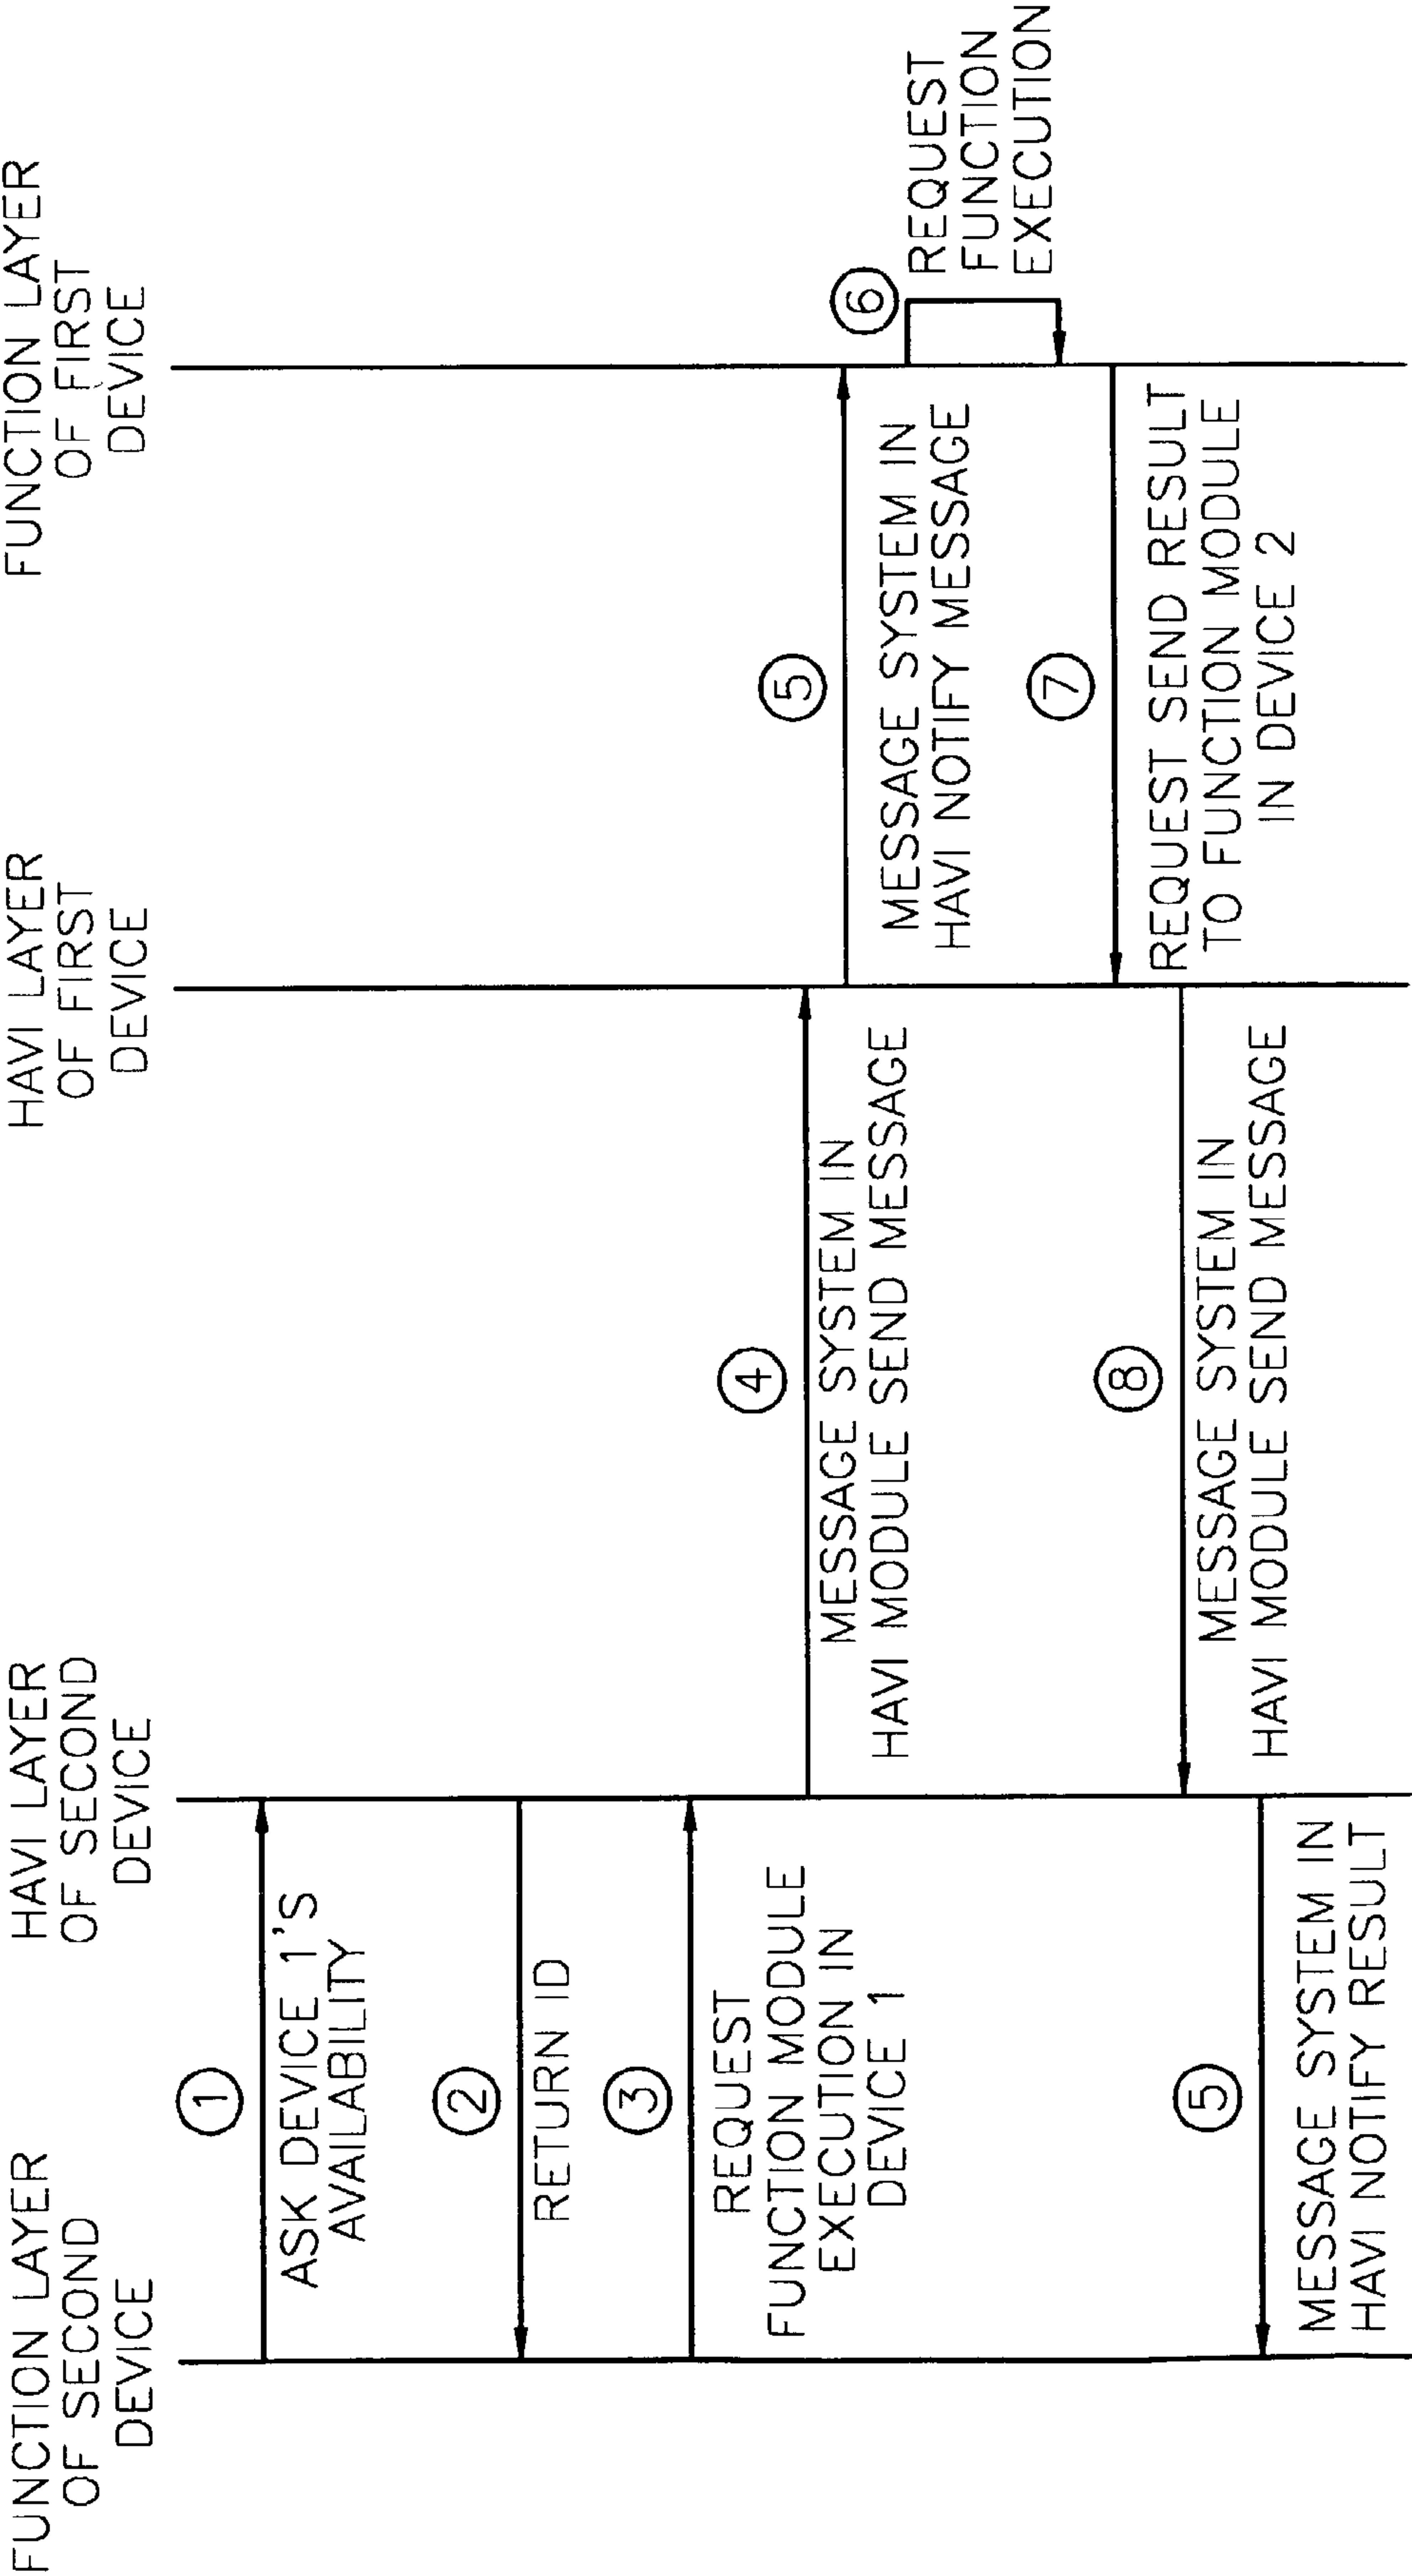 FUNCTION LAYER
OF SECOND
DEVICE
HAVI LAYER
OF SECOND
DEVICE
HAVI LAYER
OF FIRST
DEVICE
FUNCTION LAYER
OF FIRST
DEVICE
1
ASK DEVICE 1'S
AVAILABILITY
2
RETURN ID
3
REQUEST
FUNCTION MODULE
EXECUTION IN
DEVICE 1
4
MESSAGE SYSTEM IN
HAVI MODULE SEND MESSAGE
5
MESSAGE SYSTEM IN
HAVI NOTIFY MESSAGE
6
REQUEST
FUNCTION
EXECUTION
7
REQUEST SEND RESULT
TO FUNCTION MODULE
IN DEVICE 2
8
MESSAGE SYSTEM IN
HAVI MODULE SEND MESSAGE
5
MESSAGE SYSTEM IN
HAVI NOTIFY RESULT